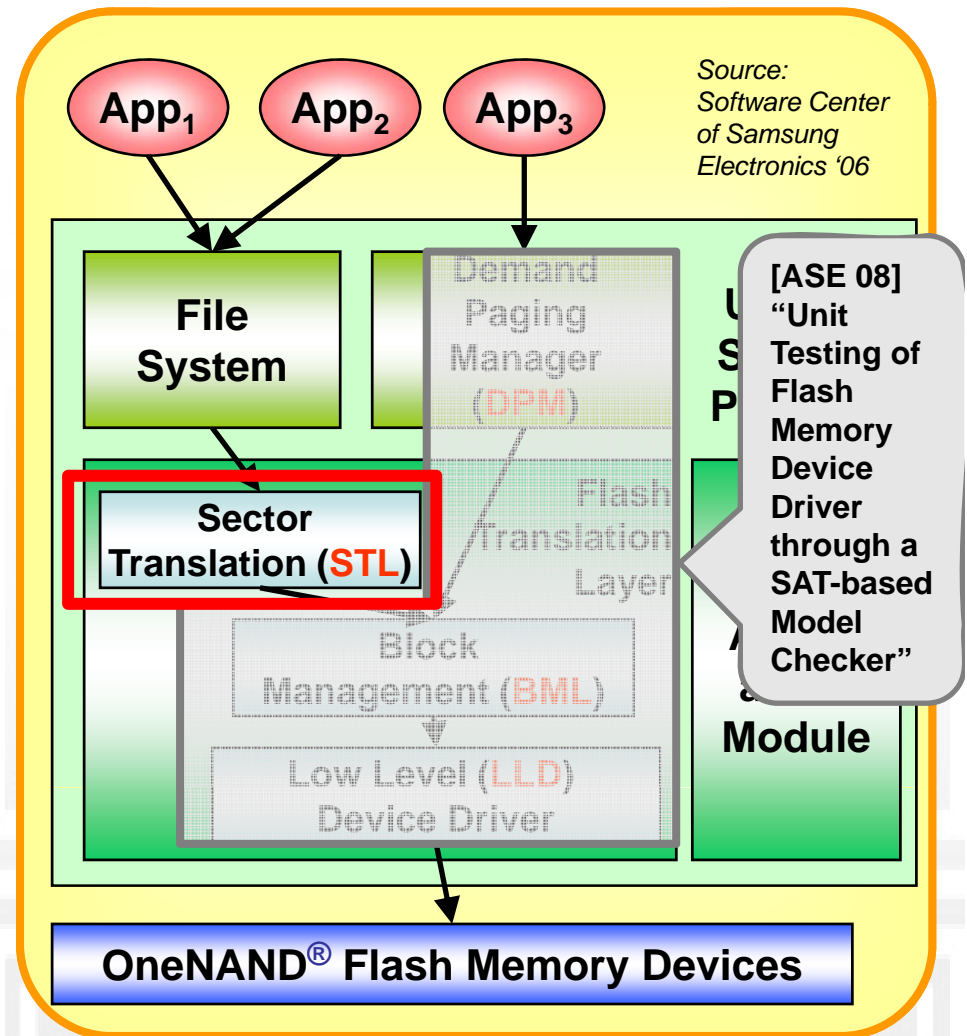 App1
App2
App3
Source:
Software Center
of Samsung
Electronics ‘06
File
System
Demand
Paging
Manager
(DPM)
[ASE 08]
“Unit
Testing of
Flash
Memory
Device
Driver
through a
SAT-based
Model
Checker”
Sector
Translation (STL)
Flash
Translation
Layer
Block
Management (BML)
Low Level (LLD)
Device Driver
Module
OneNAND® Flash Memory Devices